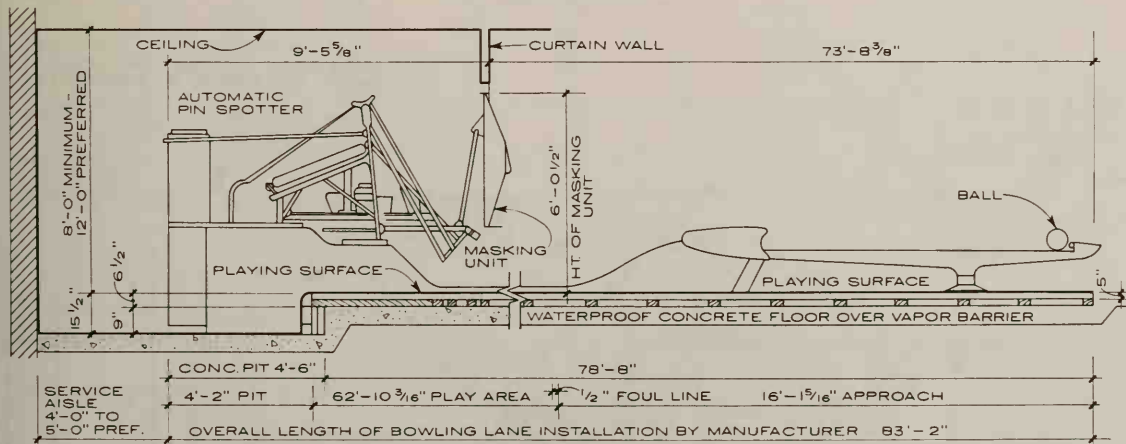 CEILING
9'-5 5/8"
CURTAIN WALL
73'-8 3/8"
AUTOMATIC
PIN SPOTTER
8'-0" MINIMUM -
12'-0" PREFERRED
6'-0 1/2"
HT OF MASKING
UNIT
BALL
MASKING
UNIT
PLAYING SURFACE
PLAYING SURFACE
6 1/2"
15 1/2"
9"
5"
WATERPROOF CONCRETE FLOOR OVER VAPOR BARRIER
CONC. PIT 4'-6"
78'-8"
SERVICE
AISLE
4'-0" TO
5'-0" PREF.
4'-2" PIT
62'-10 3/16" PLAY AREA
1/2" FOUL LINE
16'-1 5/16" APPROACH
OVERALL LENGTH OF BOWLING LANE INSTALLATION BY MANUFACTURER 83'-2"